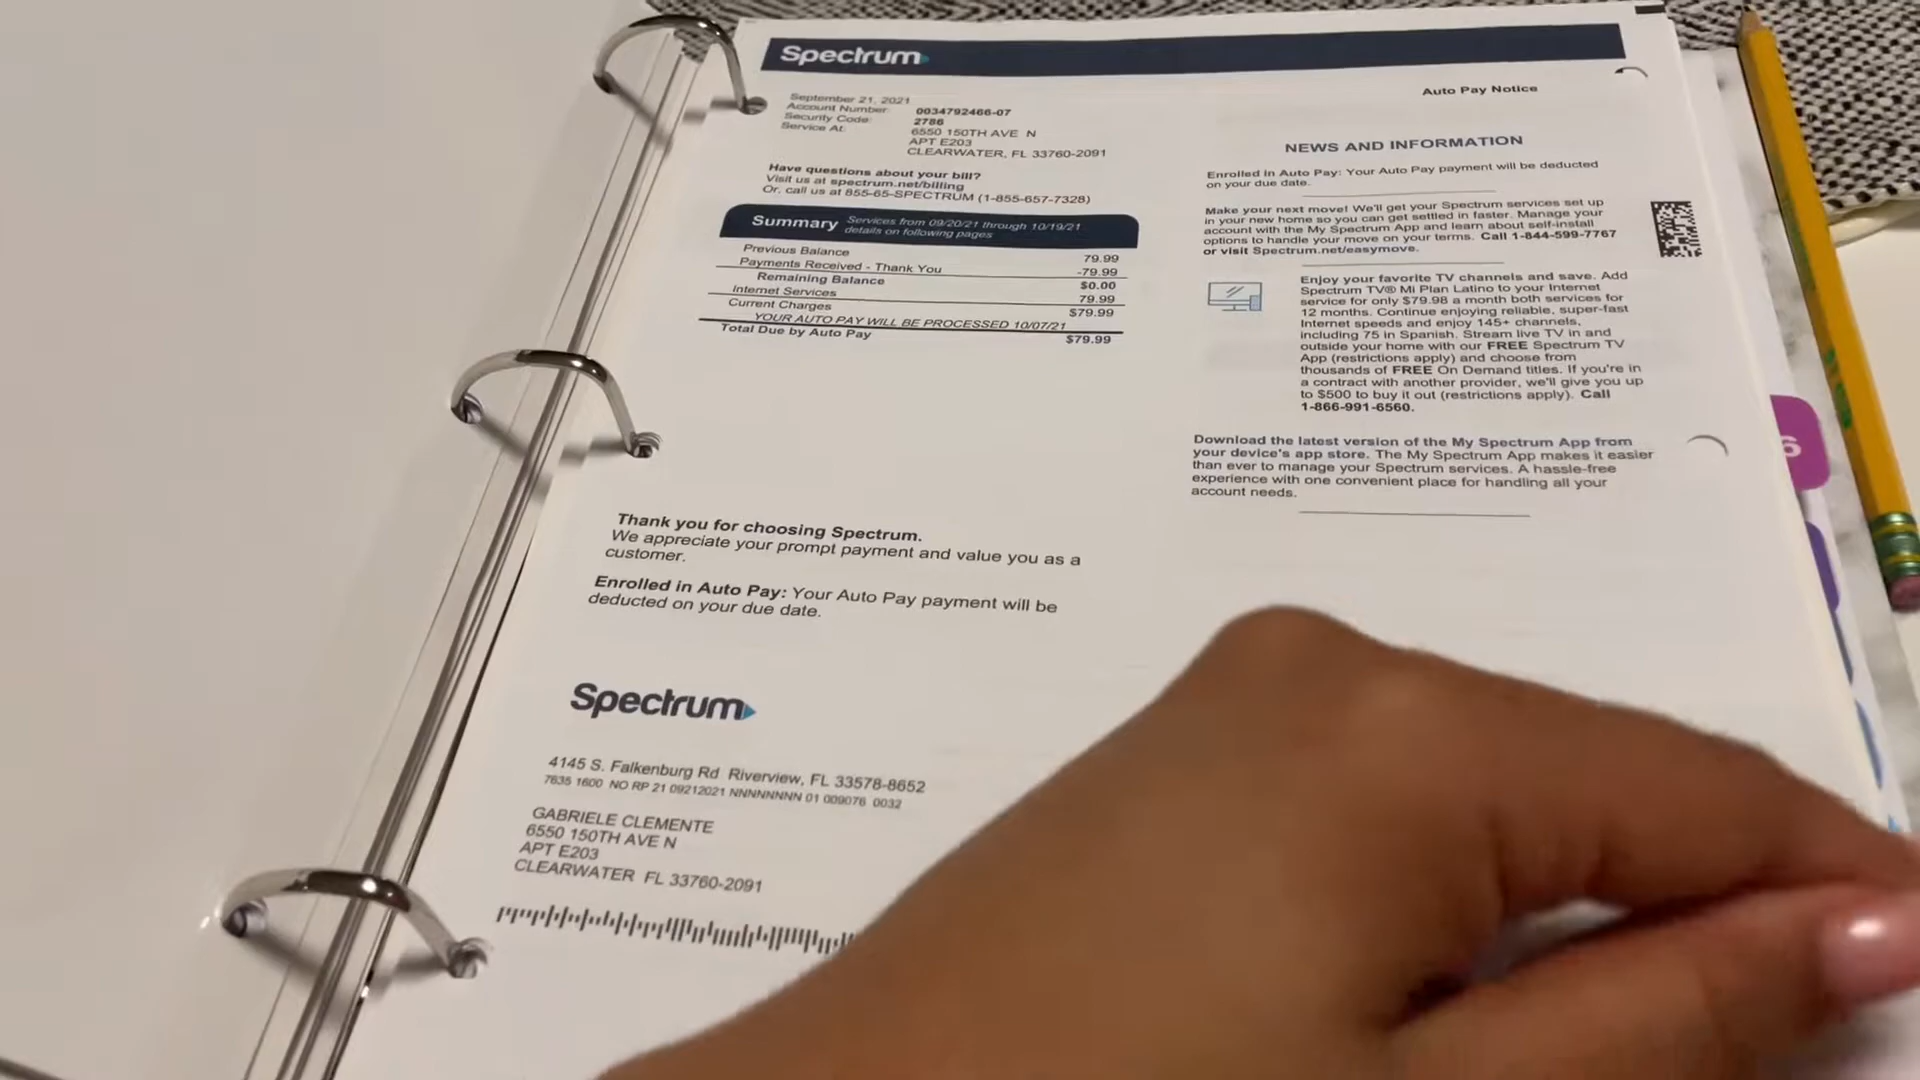 Spectrum
September 21, 2021
Account Number: 0034792466-07
Security Code: 2786
Service At: 6550 150TH AVE N
APT E203
CLEARWATER, FL 33760-2091
Have questions about your bill?
Visit us at spectrum.net/billing
Or, call us at 855-65-SPECTRUM (1-855-657-7328)
Summary Services from 09/20/21 through 10/19/21
details on following pages
Previous Balance 79.99
Payments Received - Thank You -79.99
Remaining Balance $0.00
Internet Services 79.99
Current Charges $79.99
YOUR AUTO PAY WILL BE PROCESSED 10/07/21
Total Due by Auto Pay $79.99
Thank you for choosing Spectrum.
We appreciate your prompt payment and value you as a
customer.
Enrolled in Auto Pay: Your Auto Pay payment will be
deducted on your due date.
Spectrum
4145 S. Falkenburg Rd Riverview, FL 33578-8652
7635 1600 NO RP 21 09212021 NNNNNNNN 01 009076 0032
GABRIELE CLEMENTE
6550 150TH AVE N
APT E203
CLEARWATER FL 33760-2091
Auto Pay Notice
NEWS AND INFORMATION
Enrolled in Auto Pay: Your Auto Pay payment will be deducted
on your due date.
Make your next move! We'll get your Spectrum services set up
in your new home so you can get settled in faster. Manage your
account with the My Spectrum App and learn about self-install
options to handle your move on your terms. Call 1-844-599-7767
or visit Spectrum.net/easymove.
Enjoy your favorite TV channels and save. Add
Spectrum TV® Mi Plan Latino to your Internet
service for only $79.98 a month both services for
12 months. Continue enjoying reliable, super-fast
Internet speeds and enjoy 145+ channels,
including 75 in Spanish. Stream live TV in and
outside your home with our FREE Spectrum TV
App (restrictions apply) and choose from
thousands of FREE On Demand titles. If you're in
a contract with another provider, we'll give you up
to $500 to buy it out (restrictions apply). Call
1-866-991-6560.
Download the latest version of the My Spectrum App from
your device's app store. The My Spectrum App makes it easier
than ever to manage your Spectrum services. A hassle-free
experience with one convenient place for handling all your
account needs.
6